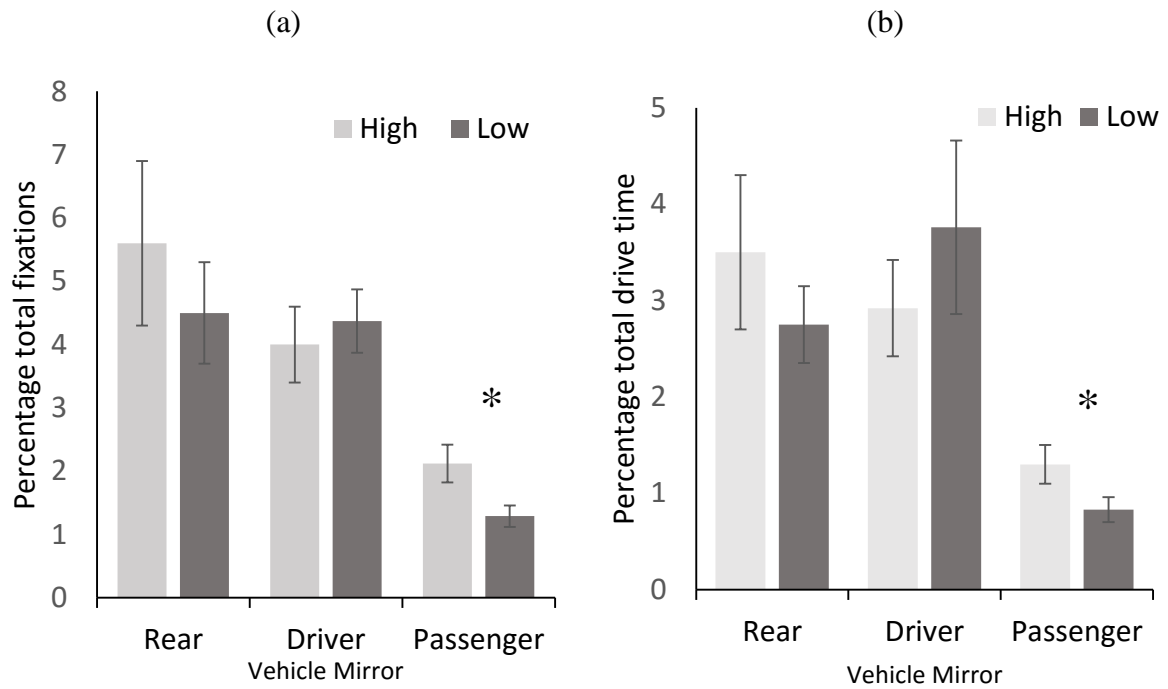 (a)
8
7
6
5
4
3
2
1
0
Percentage total fixations
High Low
*
Rear Driver Passenger
Vehicle Mirror
(b)
5
4
3
2
1
0
Percentage total drive time
High Low
*
Rear Driver Passenger
Vehicle Mirror